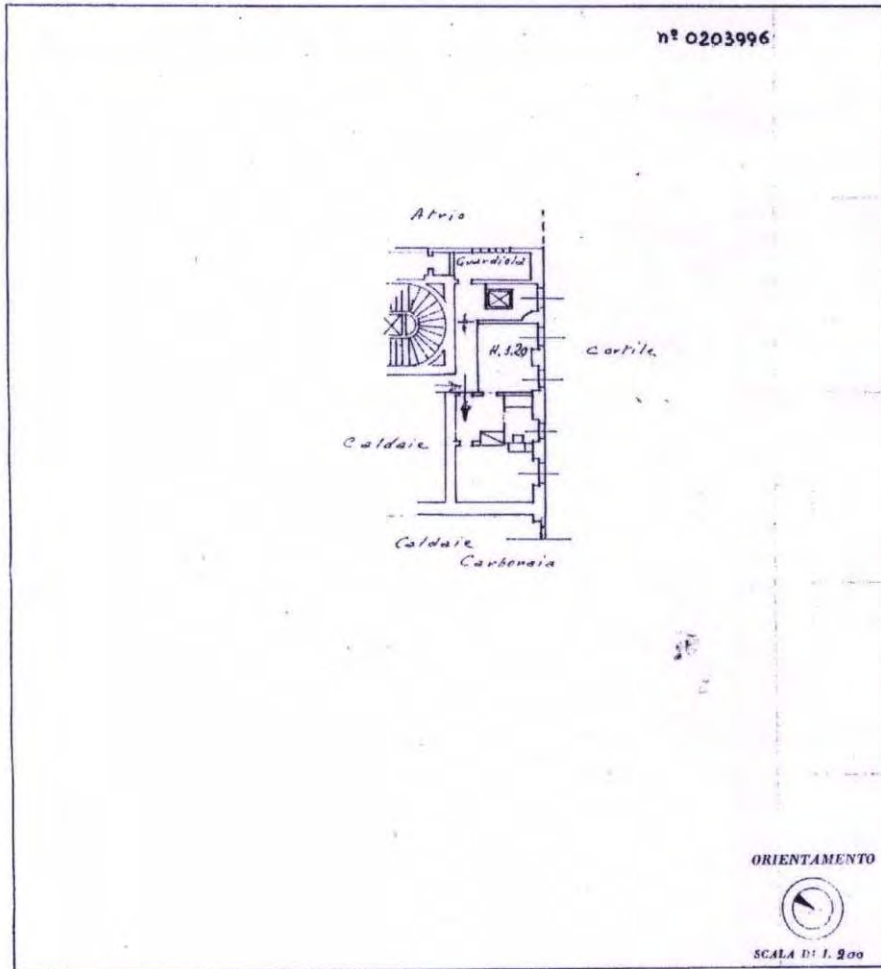 nº 0203996
Atrio
Guardiola
H. 3.20
Cortile
Caldaie
Caldaie
Carbonaia
ORIENTAMENTO
SCALA DI 1. 200